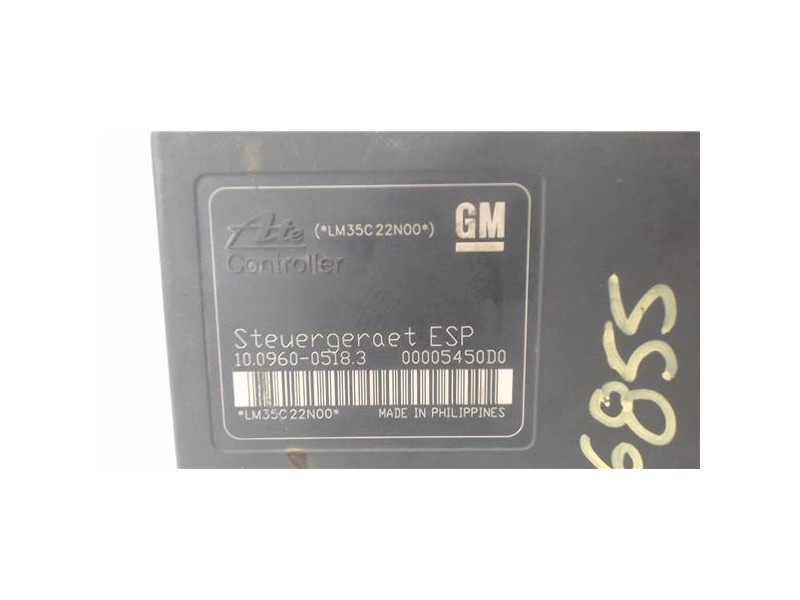 Ate (*LM35C22N00*) GM
Controller
Steuergeraet ESP
10.0960-0518.3 00005450D0
*LM35C22N00* MADE IN PHILIPPINES
6855